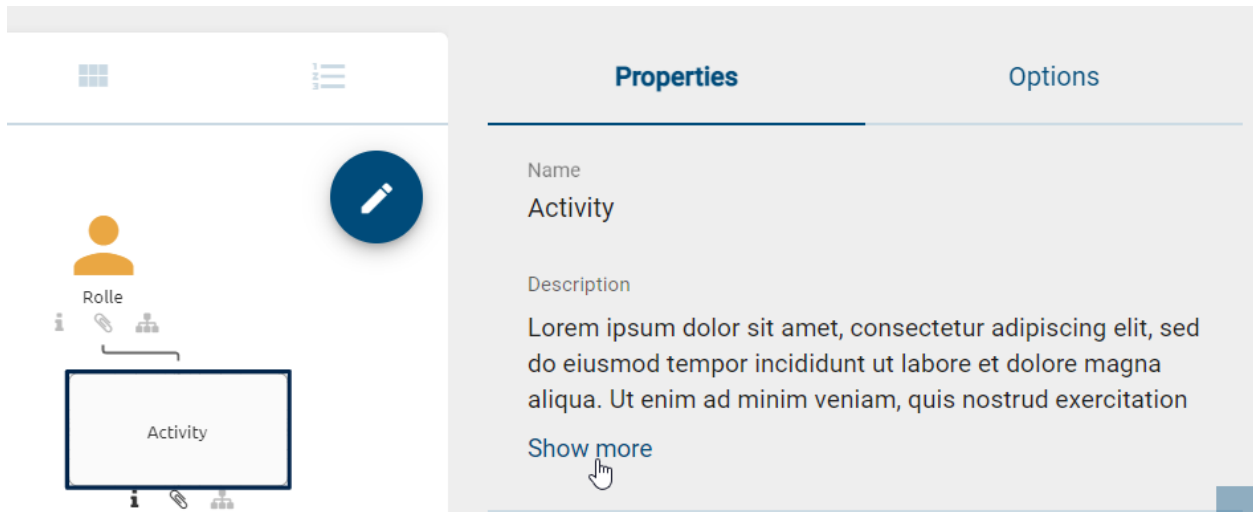 Properties
Options
Name
Activity
Description
Lorem ipsum dolor sit amet, consectetur adipiscing elit, sed
do eiusmod tempor incididunt ut labore et dolore magna
aliqua. Ut enim ad minim veniam, quis nostrud exercitation
Show more
Rolle
Activity